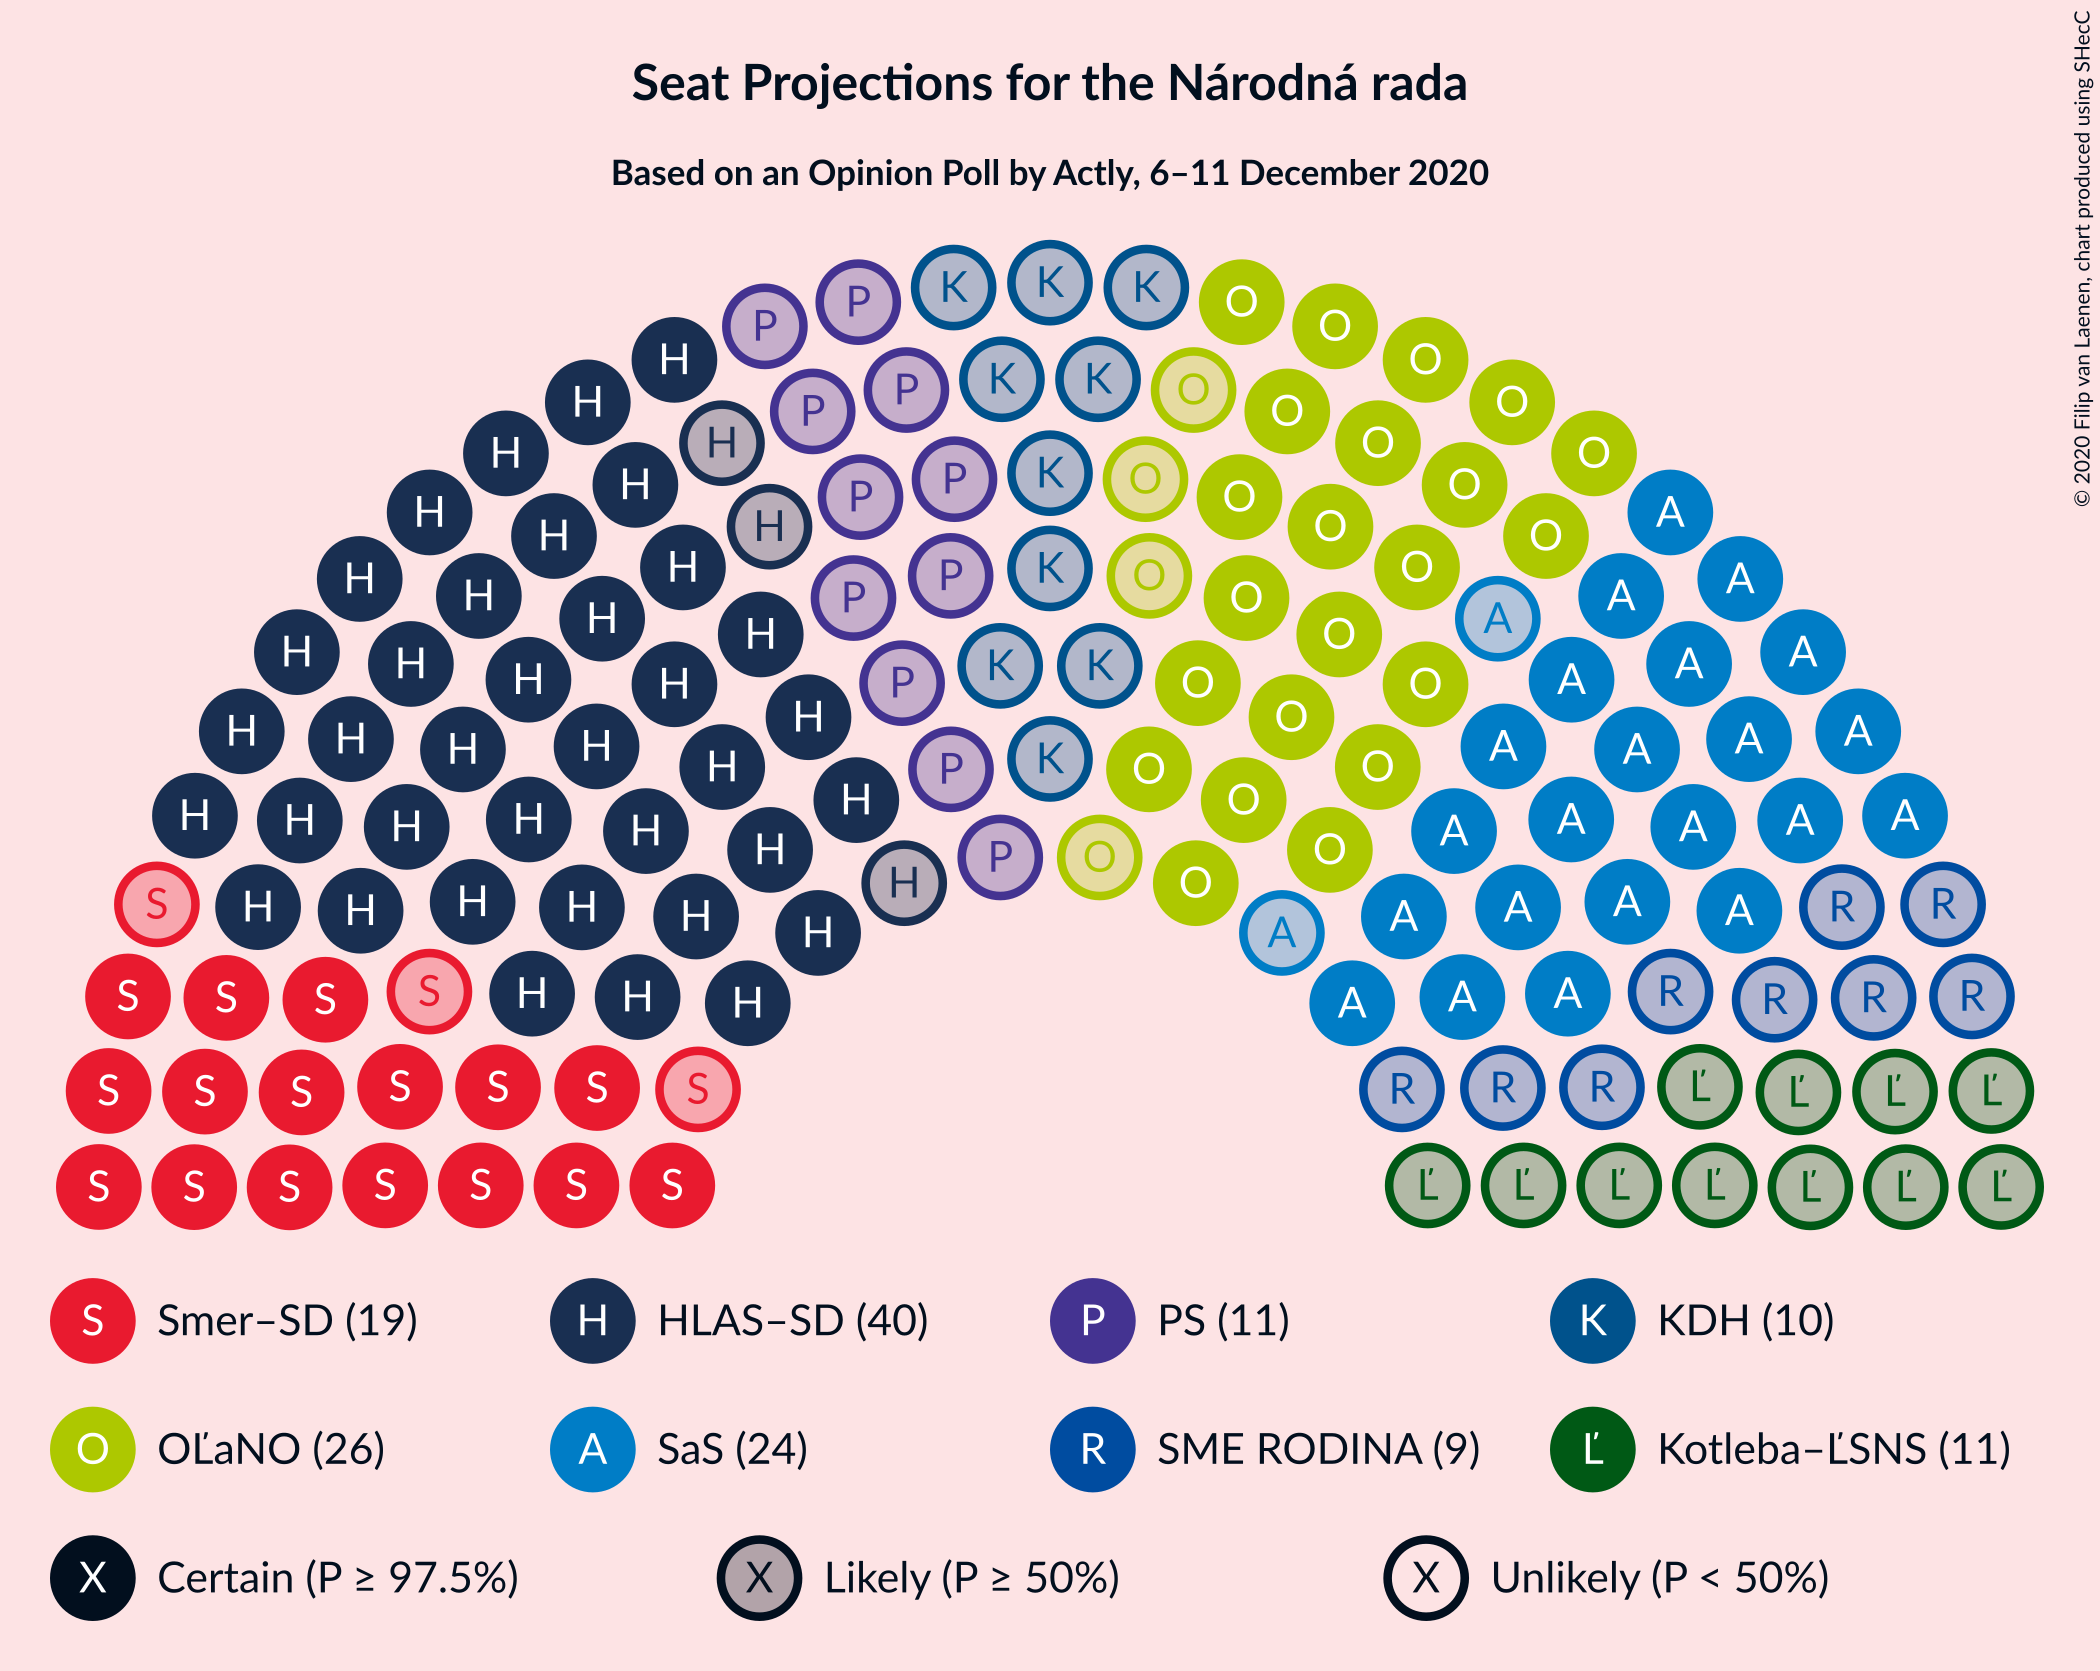 Seat Projections for the Národná rada
Based on an Opinion Poll by Actly, 6–11 December 2020
© 2020 Filip van Laenen, chart produced using SHecC
K
P K K O
P O
H O
K K O
H P P O O
H O
H P K O O O
H H P O
H H O O A
H H K O
H P O A
H H P O A A
H H H O A
H H P K K O O A A
H H H O A
H H H A A A
H H P K O O A A
H H H H O A A
H H H H A A A A A
H H O
S H H H P O O A A A R R
H H H H A A A
H A
S S S S H H H A A A R R R R
S S S S S S S R R R Ľ Ľ Ľ Ľ
S S S S S S S Ľ Ľ Ľ Ľ Ľ Ľ Ľ
S Smer–SD (19) H HLAS–SD (40) P PS (11) K KDH (10)
O OĽaNO (26) A SaS (24) R SME RODINA (9) Ľ Kotleba–ĽSNS (11)
X Certain (P ≥ 97.5%) X Likely (P ≥ 50%) X Unlikely (P < 50%)